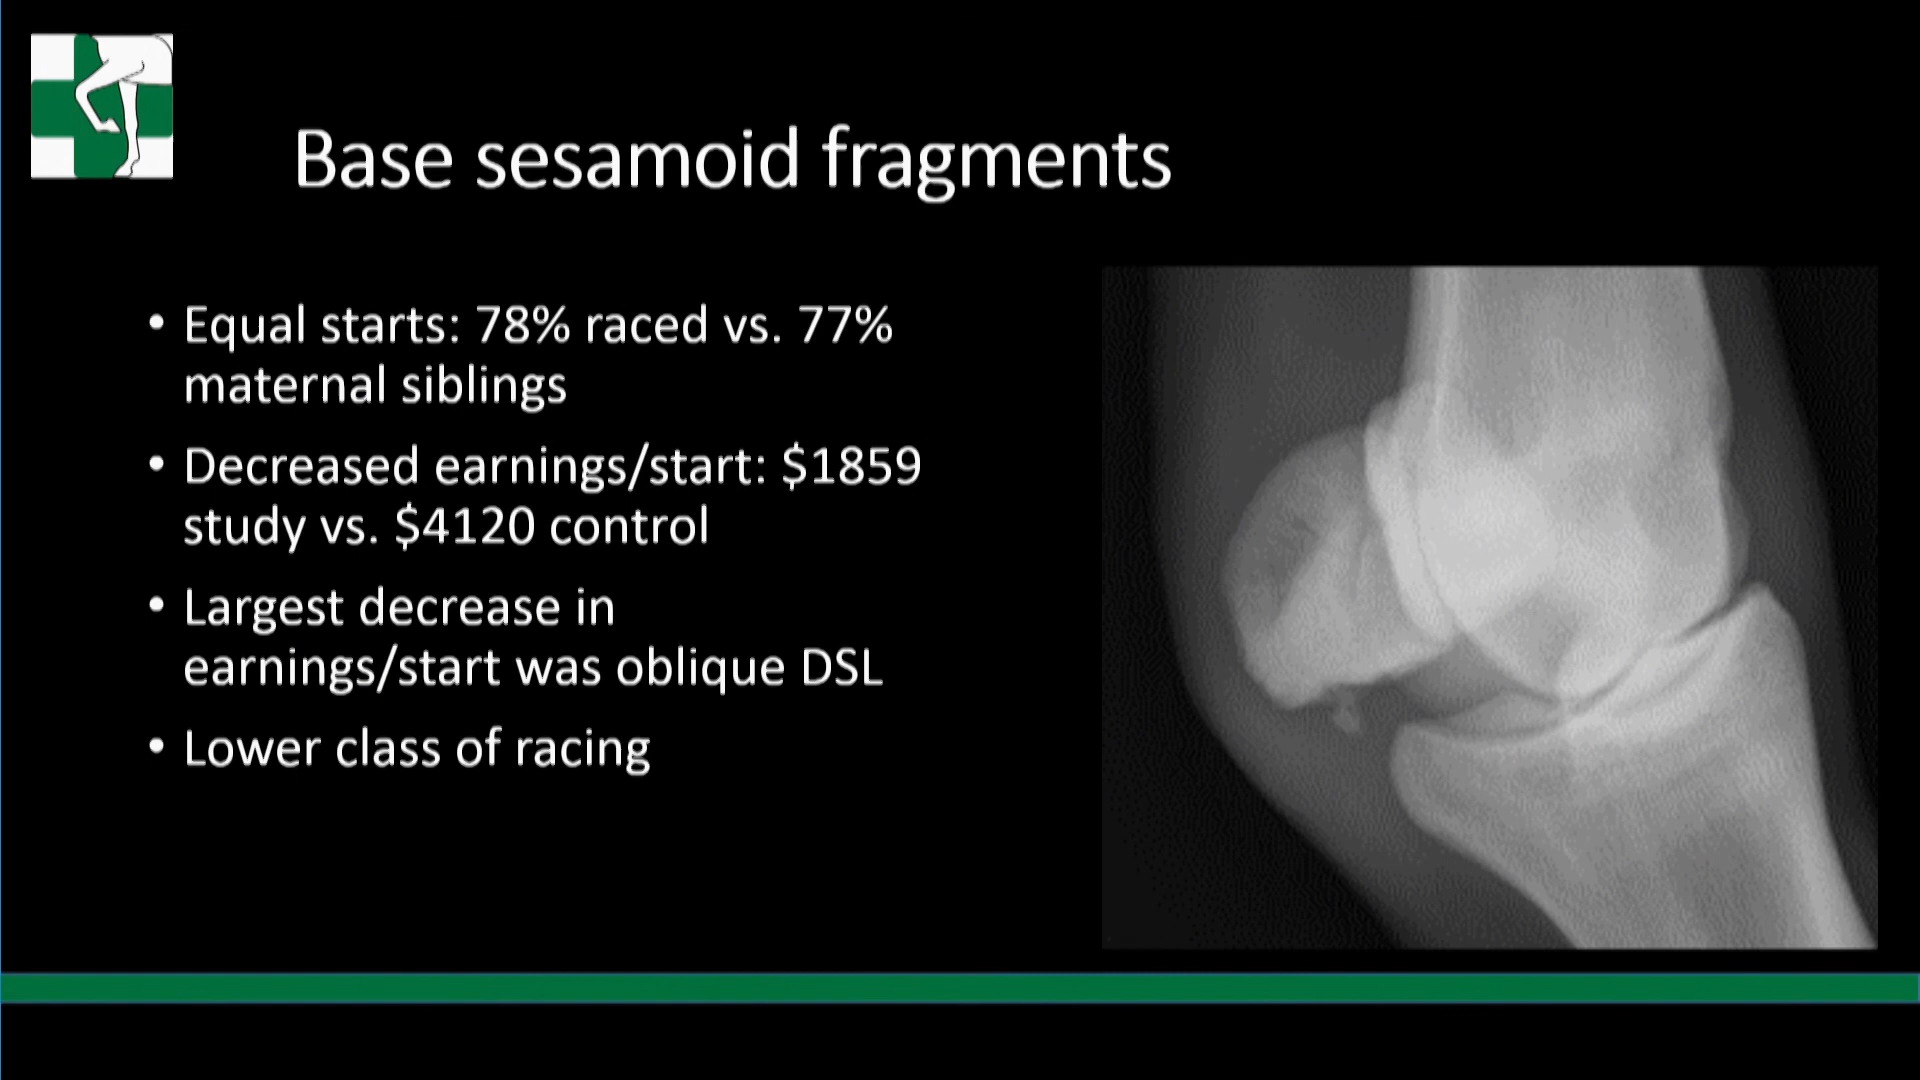 Base sesamoid fragments
• Equal starts: 78% raced vs. 77%
maternal siblings
• Decreased earnings/start: $1859
study vs. $4120 control
• Largest decrease in
earnings/start was oblique DSL
• Lower class of racing